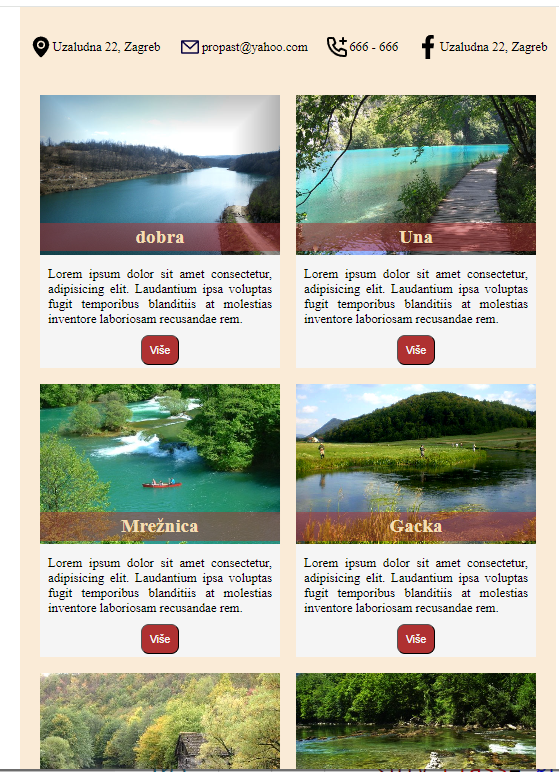 Uzaludna 22, Zagreb propast@yahoo.com 666 - 666 Uzaludna 22, Zagreb
dobra
Lorem ipsum dolor sit amet consectetur,
adipisicing elit. Laudantium ipsa voluptas
fugit temporibus blanditiis at molestias
inventore laboriosam recusandae rem.
Više
Una
Lorem ipsum dolor sit amet consectetur,
adipisicing elit. Laudantium ipsa voluptas
fugit temporibus blanditiis at molestias
inventore laboriosam recusandae rem.
Više
Mrežnica
Lorem ipsum dolor sit amet consectetur,
adipisicing elit. Laudantium ipsa voluptas
fugit temporibus blanditiis at molestias
inventore laboriosam recusandae rem.
Više
Gacka
Lorem ipsum dolor sit amet consectetur,
adipisicing elit. Laudantium ipsa voluptas
fugit temporibus blanditiis at molestias
inventore laboriosam recusandae rem.
Više